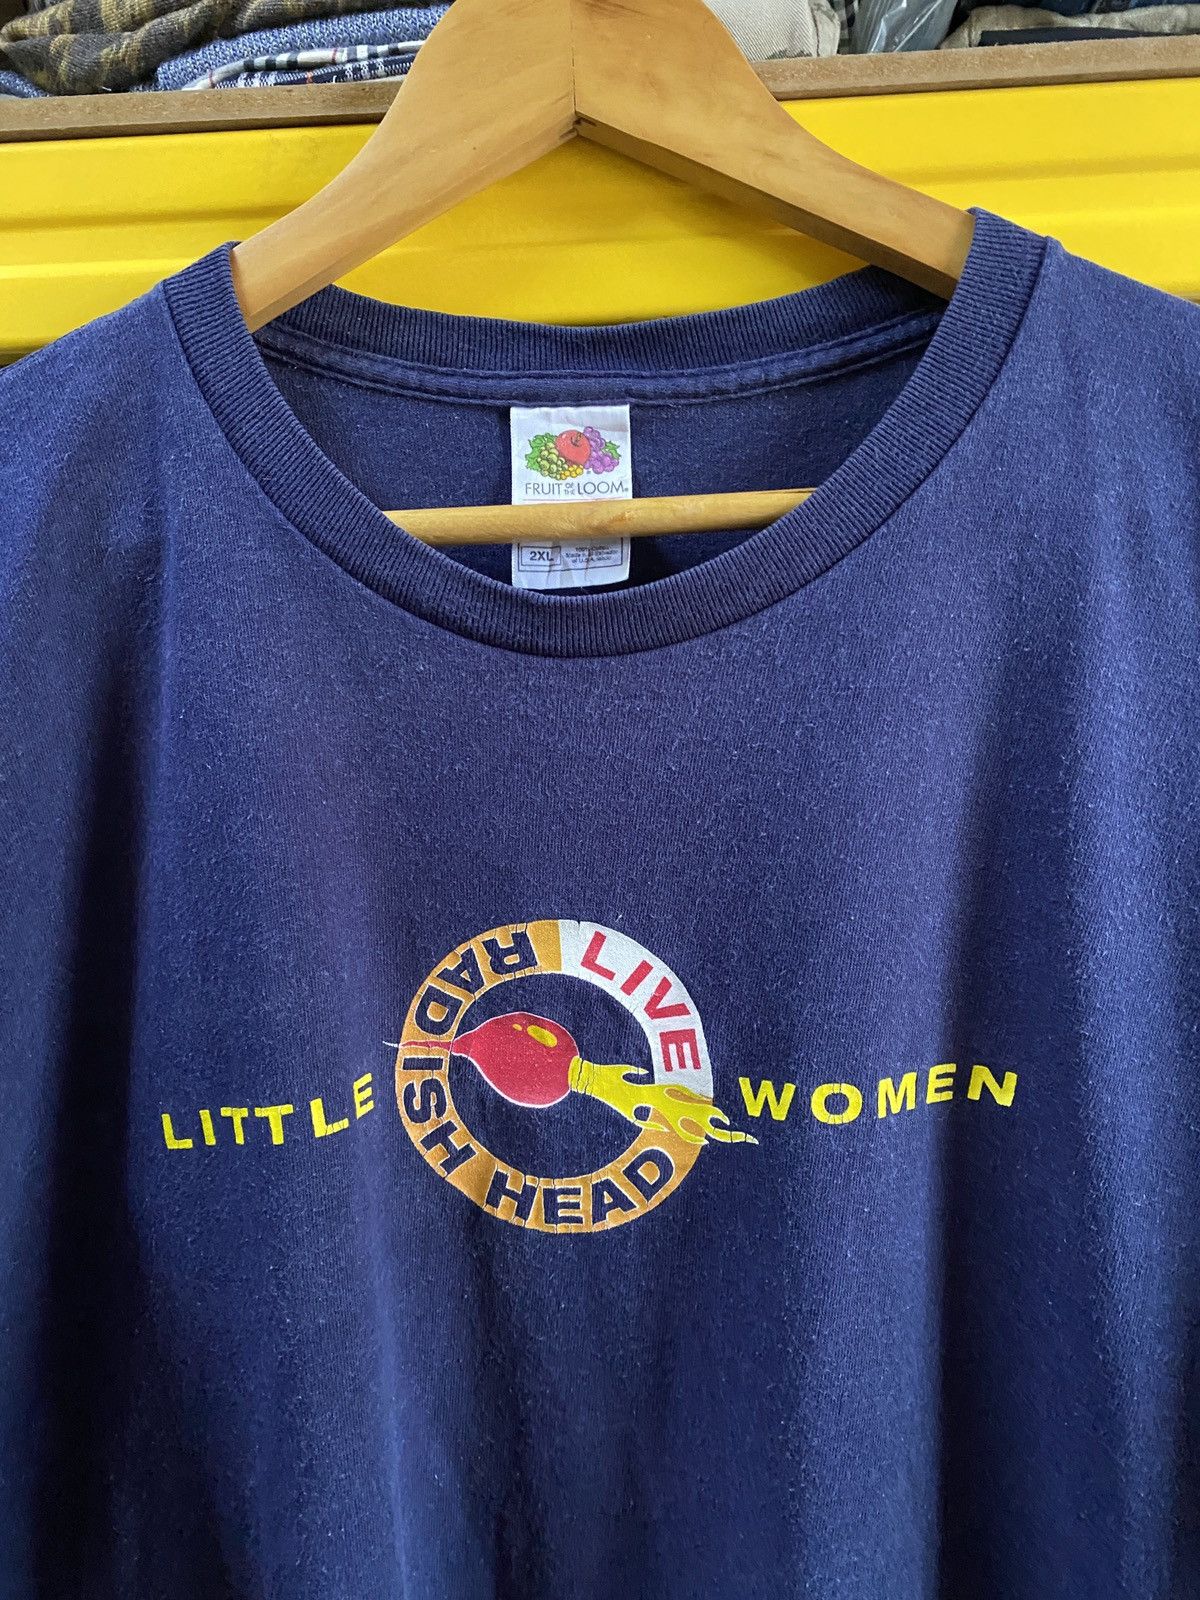 FRUIT OF THE LOOM®
2XL
LITTLE
RADISH HEAD
LIVE
WOMEN